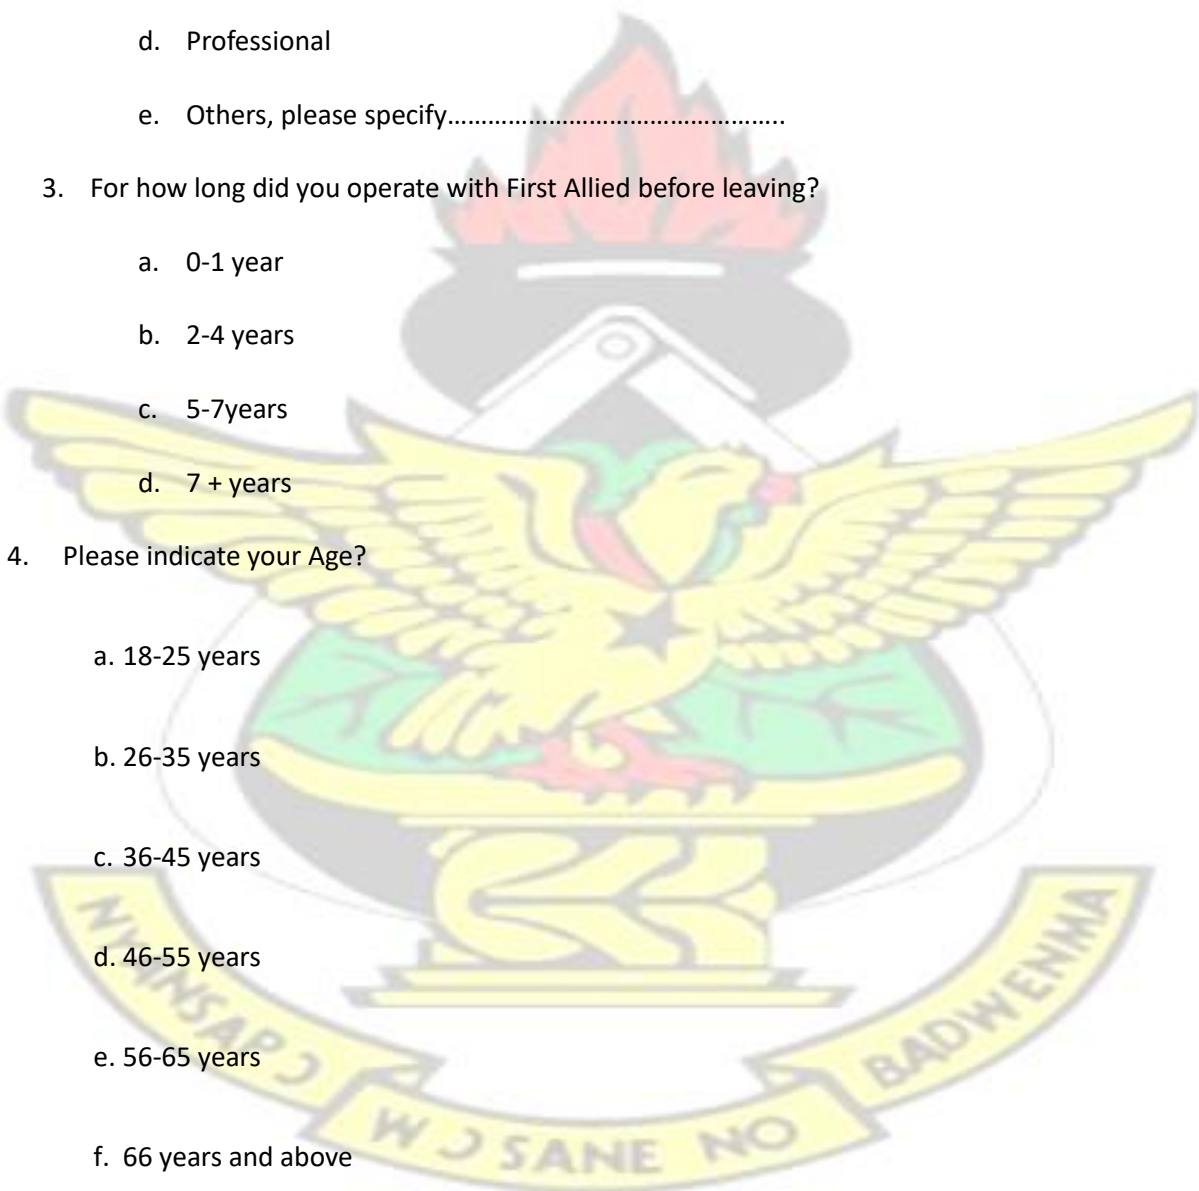 d. Professional
e. Others, please specify…………………………………………..
3. For how long did you operate with First Allied before leaving?
a. 0-1 year
b. 2-4 years
c. 5-7years
d. 7 + years
4. Please indicate your Age?
a. 18-25 years
b. 26-35 years
c. 36-45 years
d. 46-55 years
e. 56-65 years
f. 66 years and above
NYANSAPƆ
WƆSANE NO
BADWENMA